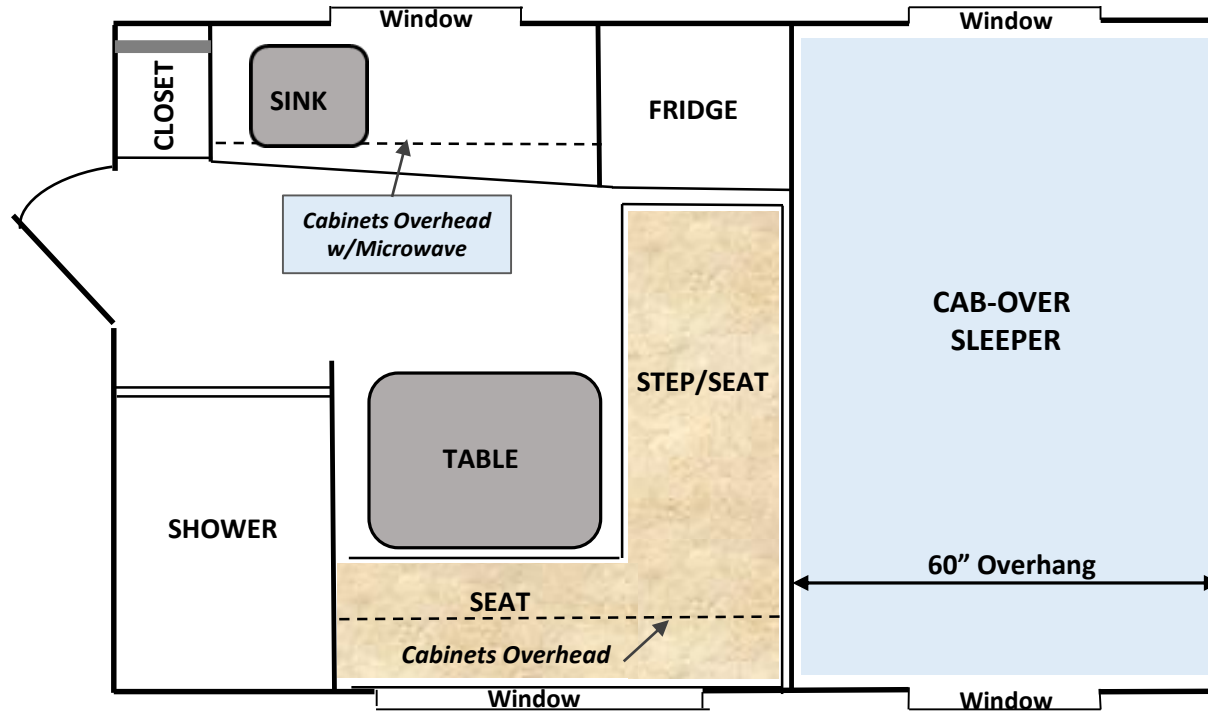 Window
Window
CLOSET
SINK
FRIDGE
Cabinets Overhead
w/Microwave
CAB-OVER
SLEEPER
STEP/SEAT
TABLE
SHOWER
60” Overhang
SEAT
Cabinets Overhead
Window
Window